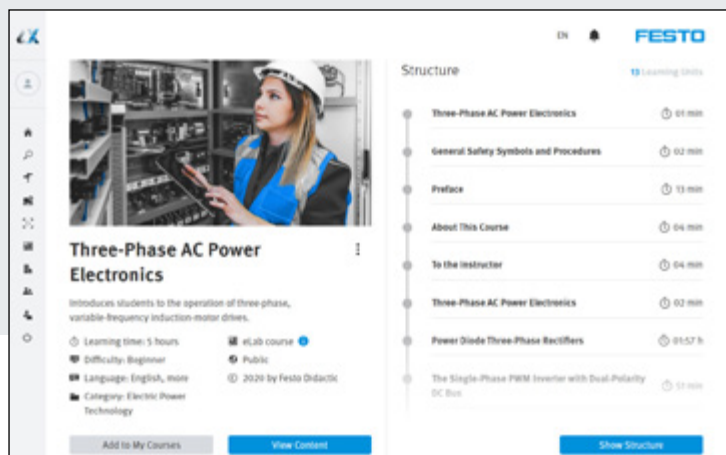 EN
FESTO
Three-Phase AC Power
Electronics
Introduces students to the operation of three-phase,
variable-frequency induction-motor drives.
Learning time: 5 hours
eLab course
Difficulty: Beginner
Public
Language: English, more
© 2020 by Festo Didactic
Category: Electric Power
Technology
Add to My Courses
View Content
Structure
13 Learning Units
Three-Phase AC Power Electronics
01 min
General Safety Symbols and Procedures
02 min
Preface
13 min
About This Course
04 min
To the Instructor
04 min
Three-Phase AC Power Electronics
02 min
Power Diode Three-Phase Rectifiers
01:57 h
The Single-Phase PWM Inverter with Dual-Polarity
DC Bus
51 min
Show Structure